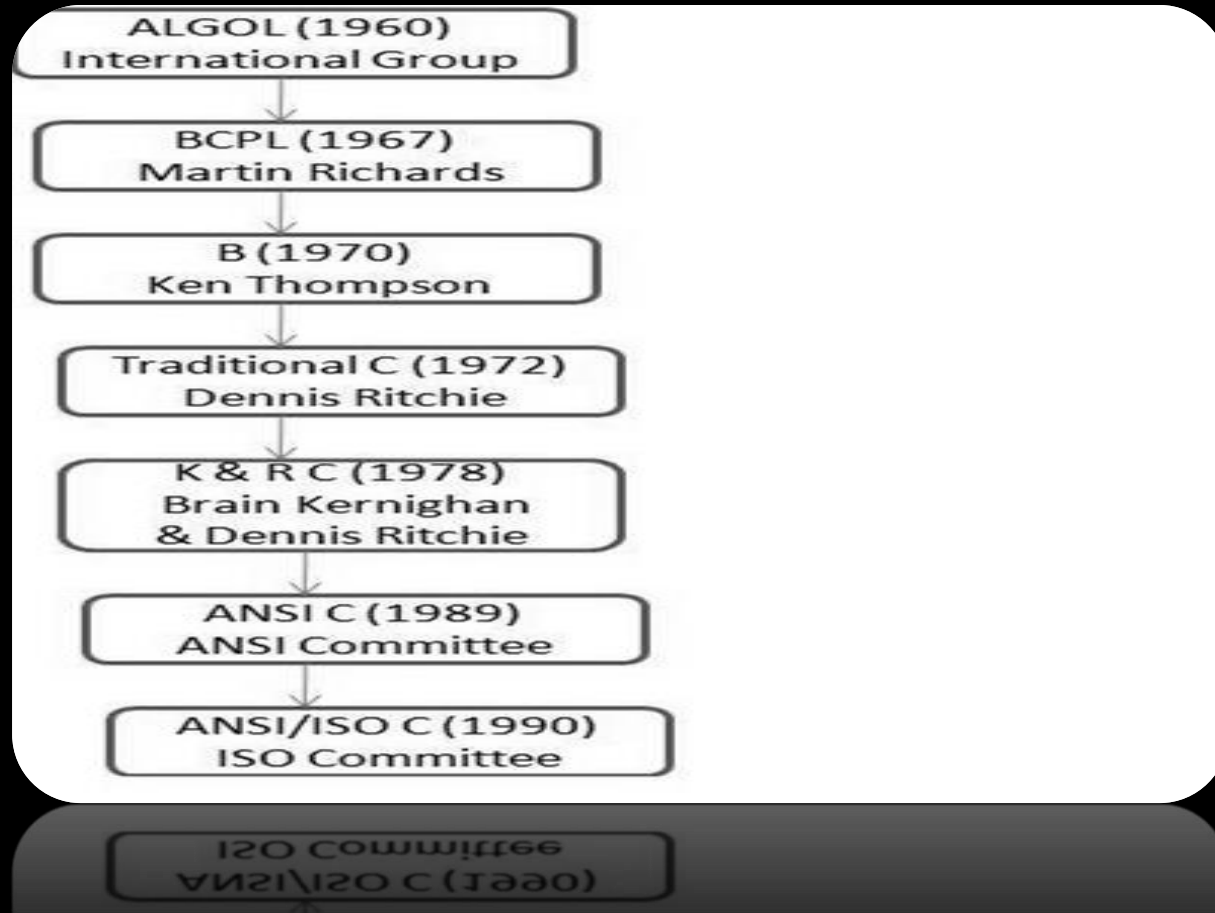 ALGOL (1960)
International Group
BCPL (1967)
Martin Richards
B (1970)
Ken Thompson
Traditional C (1972)
Dennis Ritchie
K & R C (1978)
Brain Kernighan
& Dennis Ritchie
ANSI C (1989)
ANSI Committee
ANSI/ISO C (1990)
ISO Committee